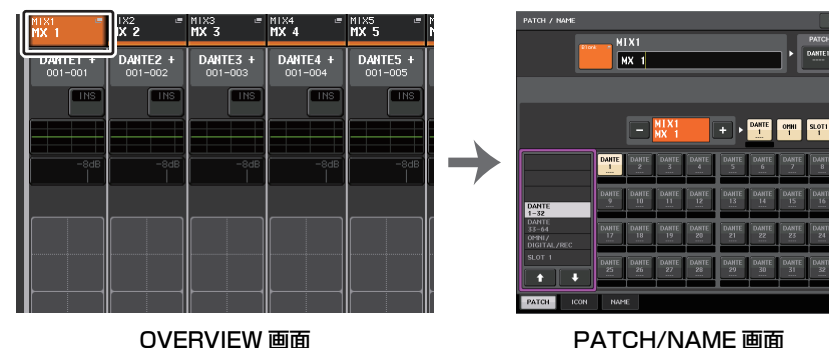 MIX1
MX 1
IX2
X 2
MIX3
MX 3
MIX4
MX 4
MIX5
MX 5
DANTE1 +
001-001
DANTE2 +
001-002
DANTE3 +
001-003
DANTE4 +
001-004
DANTE5 +
001-005
INS
INS
INS
INS
INS
-8dB
-8dB
-8dB
-8dB
-8dB
OVERVIEW 画面
PATCH / NAME
Blank
MIX1
MX 1
PATCH
DANTE1
-
MIX1
MX 1
+
DANTE 1
OMNI 1
SLOT1
DANTE 1
DANTE 2
DANTE 3
DANTE 4
DANTE 5
DANTE 6
DANTE 7
DANTE 8
DANTE 9
DANTE 10
DANTE 11
DANTE 12
DANTE 13
DANTE 14
DANTE 15
DANTE 16
DANTE 17
DANTE 18
DANTE 19
DANTE 20
DANTE 21
DANTE 22
DANTE 23
DANTE 24
DANTE 25
DANTE 26
DANTE 27
DANTE 28
DANTE 29
DANTE 30
DANTE 31
DANTE 32
DANTE
1-32
DANTE
33-64
OMNI/
DIGITAL/REC
SLOT 1
PATCH
ICON
NAME
PATCH/NAME 画面